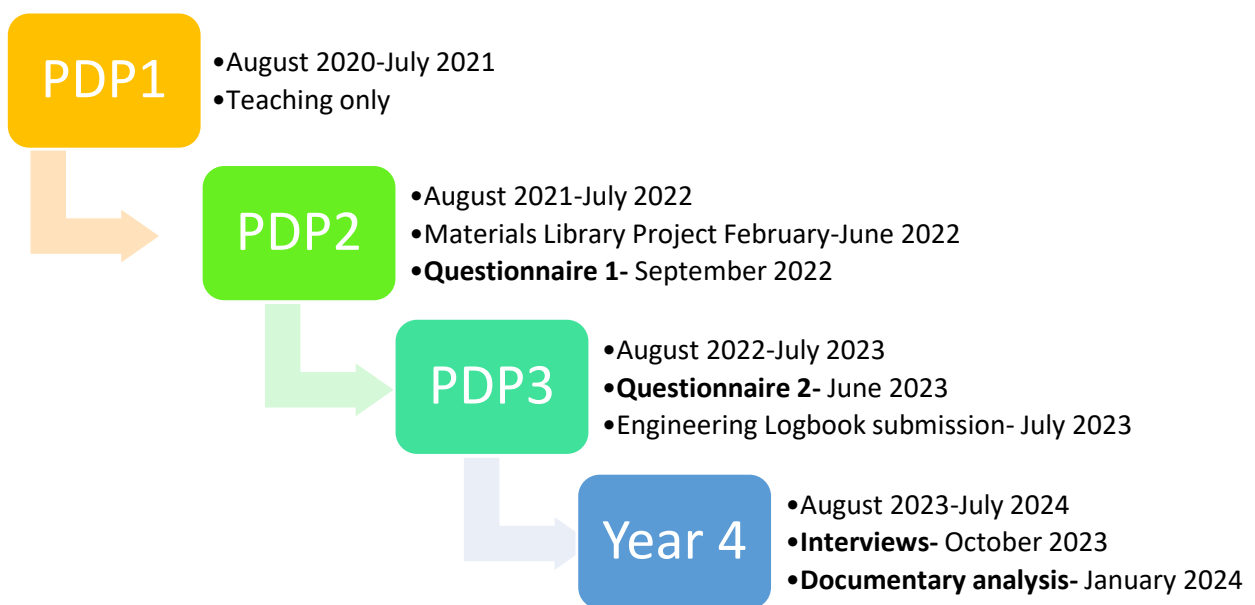 PDP1
•August 2020-July 2021
•Teaching only
PDP2
•August 2021-July 2022
•Materials Library Project February-June 2022
•Questionnaire 1- September 2022
PDP3
•August 2022-July 2023
•Questionnaire 2- June 2023
•Engineering Logbook submission- July 2023
Year 4
•August 2023-July 2024
•Interviews- October 2023
•Documentary analysis- January 2024